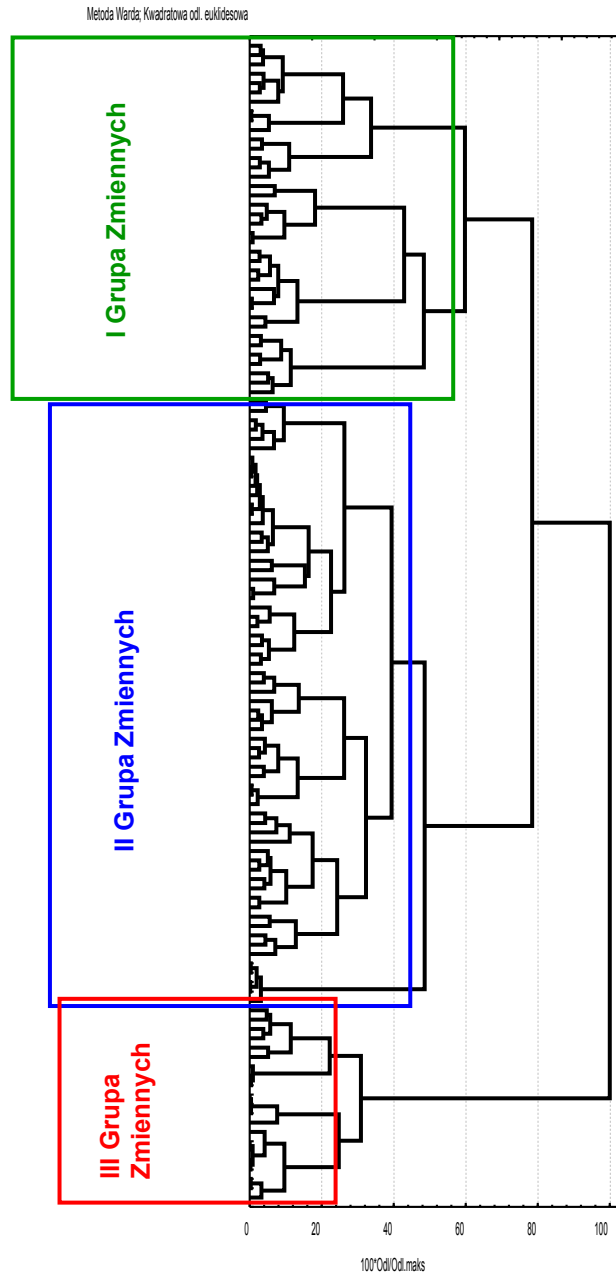 Metoda Warda; Kwadratowa odl. euklidesowa
I Grupa Zmiennych
II Grupa Zmiennych
III Grupa
Zmiennych
0 20 40 60 80 100
100*Odl/Odl.maks